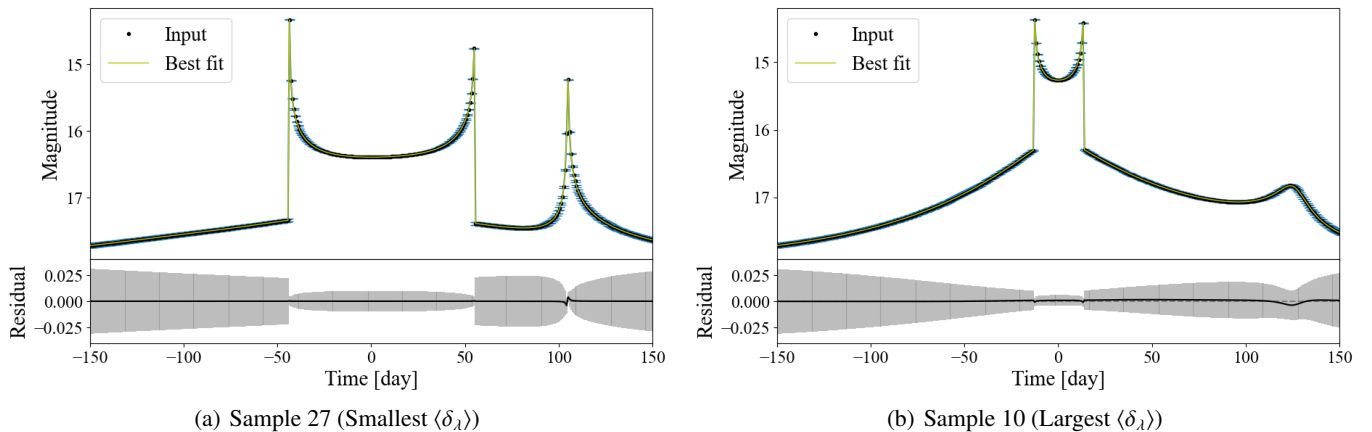 Input
Best fit
15
16
17
Magnitude
0.025
0.000
−0.025
Residual
−150 −100 −50 0 50 100 150
Time [day]
(a) Sample 27 (Smallest ⟨δλ⟩)
Input
Best fit
15
16
17
Magnitude
0.025
0.000
−0.025
Residual
−150 −100 −50 0 50 100 150
Time [day]
(b) Sample 10 (Largest ⟨δλ⟩)